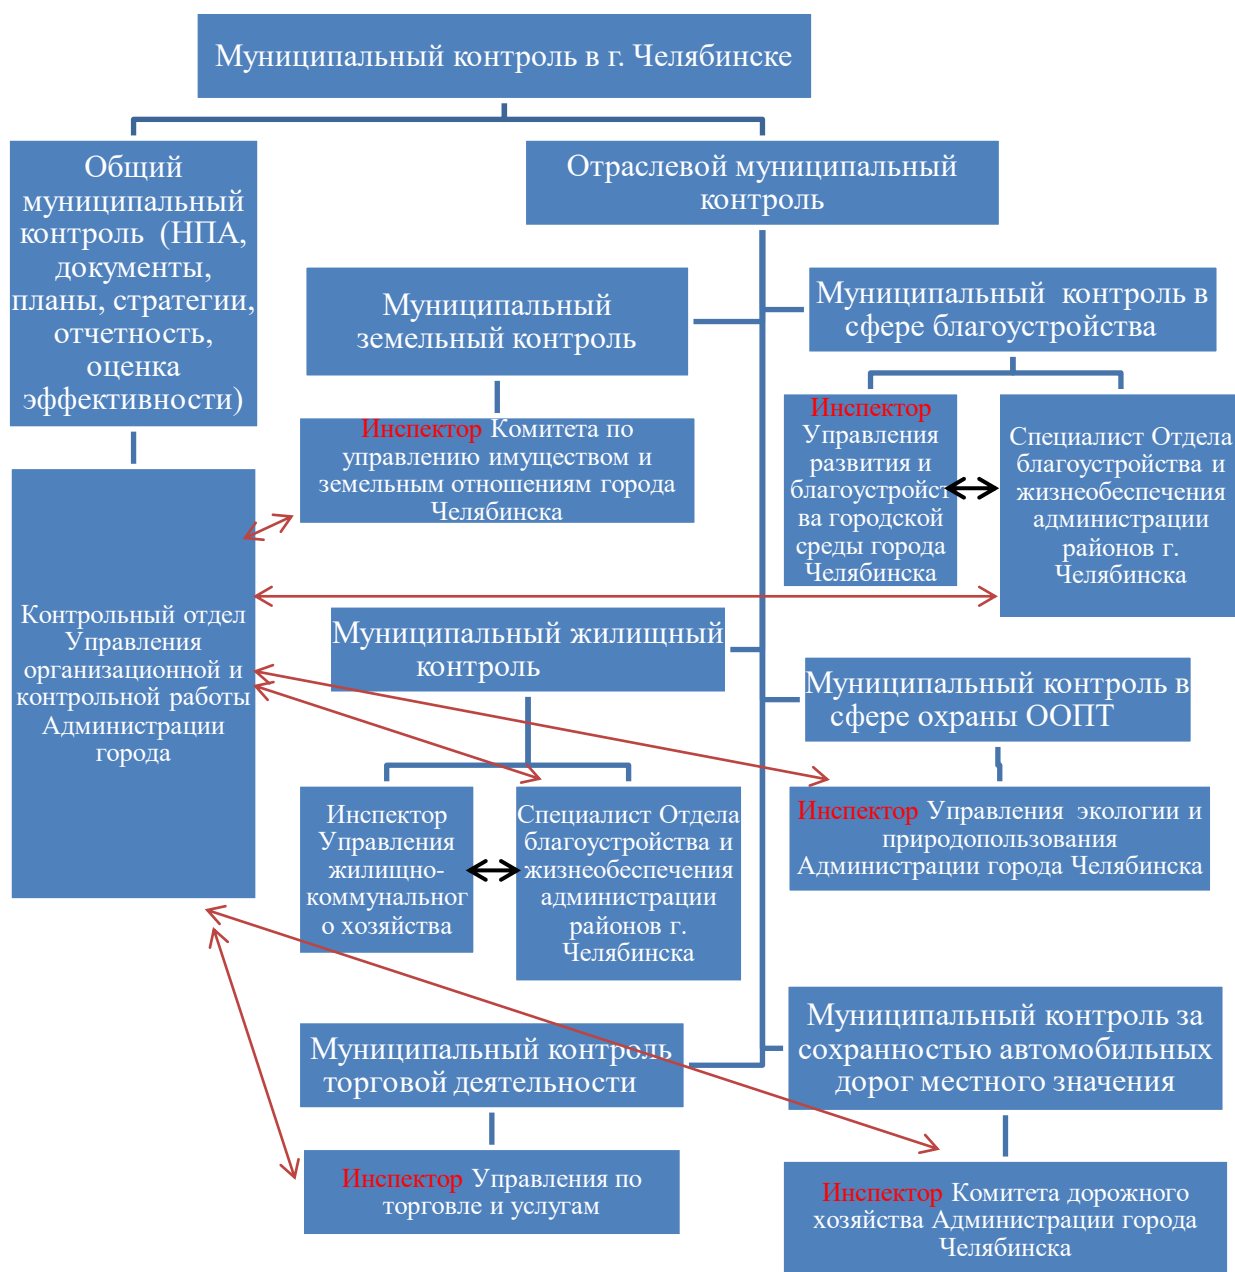 Муниципальный контроль в г. Челябинске
Общий
муниципальный
контроль (НПА,
документы,
планы, стратегии,
отчетность,
оценка
эффективности)
Отраслевой муниципальный
контроль
Муниципальный
земельный контроль
Муниципальный контроль в
сфере благоустройства
Инспектор Комитета по
управлению имуществом и
земельным отношениям города
Челябинска
Инспектор
Управления
развития и
благоустройст
ва городской
среды города
Челябинска
Специалист Отдела
благоустройства и
жизнеобеспечения
администрации
районов г.
Челябинска
Контрольный отдел
Управления
организационной и
контрольной работы
Администрации
города
Муниципальный жилищный
контроль
Муниципальный контроль в
сфере охраны ООПТ
Инспектор
Управления
жилищно-
коммунальног
о хозяйства
Специалист Отдела
благоустройства и
жизнеобеспечения
администрации
районов г.
Челябинска
Инспектор Управления экологии и
природопользования
Администрации города Челябинска
Муниципальный контроль
торговой деятельности
Муниципальный контроль за
сохранностью автомобильных
дорог местного значения
Инспектор Управления по
торговле и услугам
Инспектор Комитета дорожного
хозяйства Администрации города
Челябинска